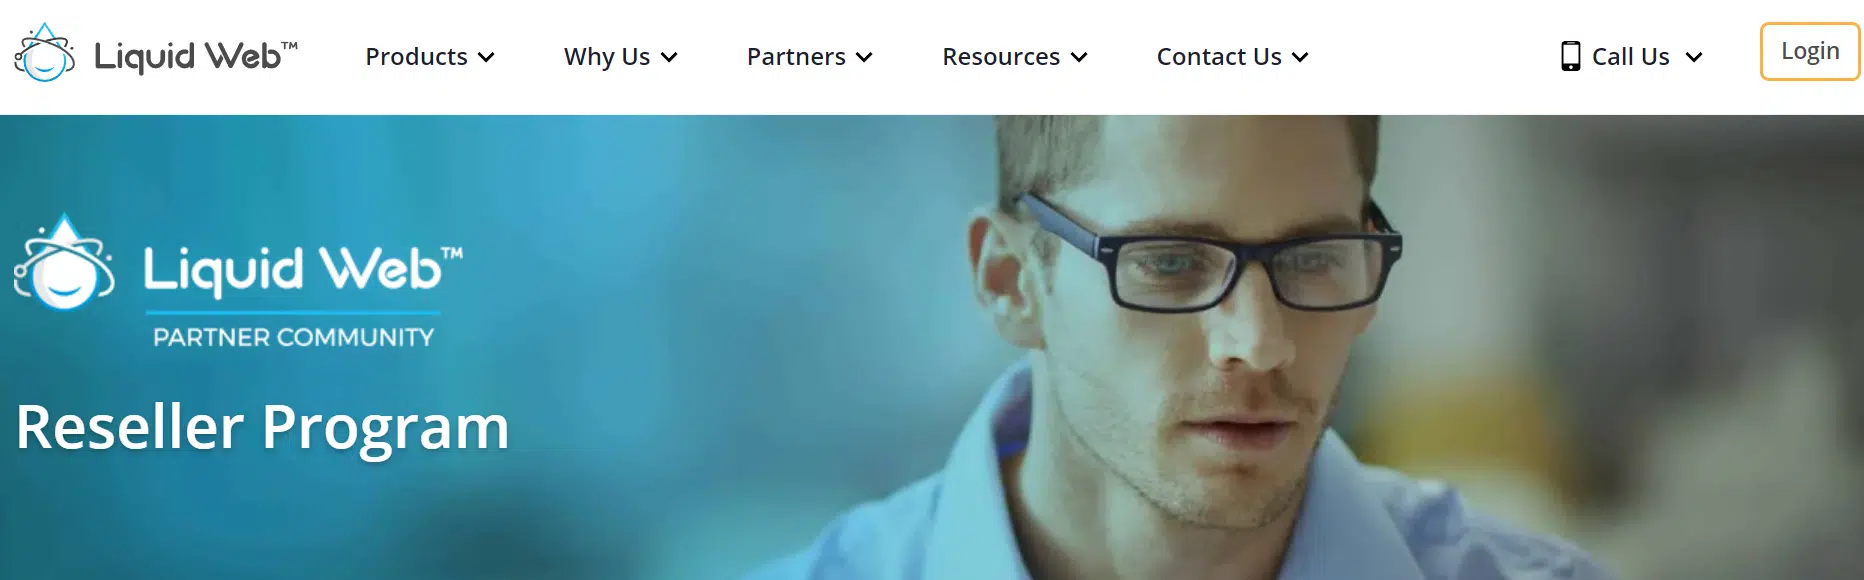 Liquid Web™
Products
Why Us
Partners
Resources
Contact Us
Call Us
Login
Liquid Web™
PARTNER COMMUNITY
Reseller Program